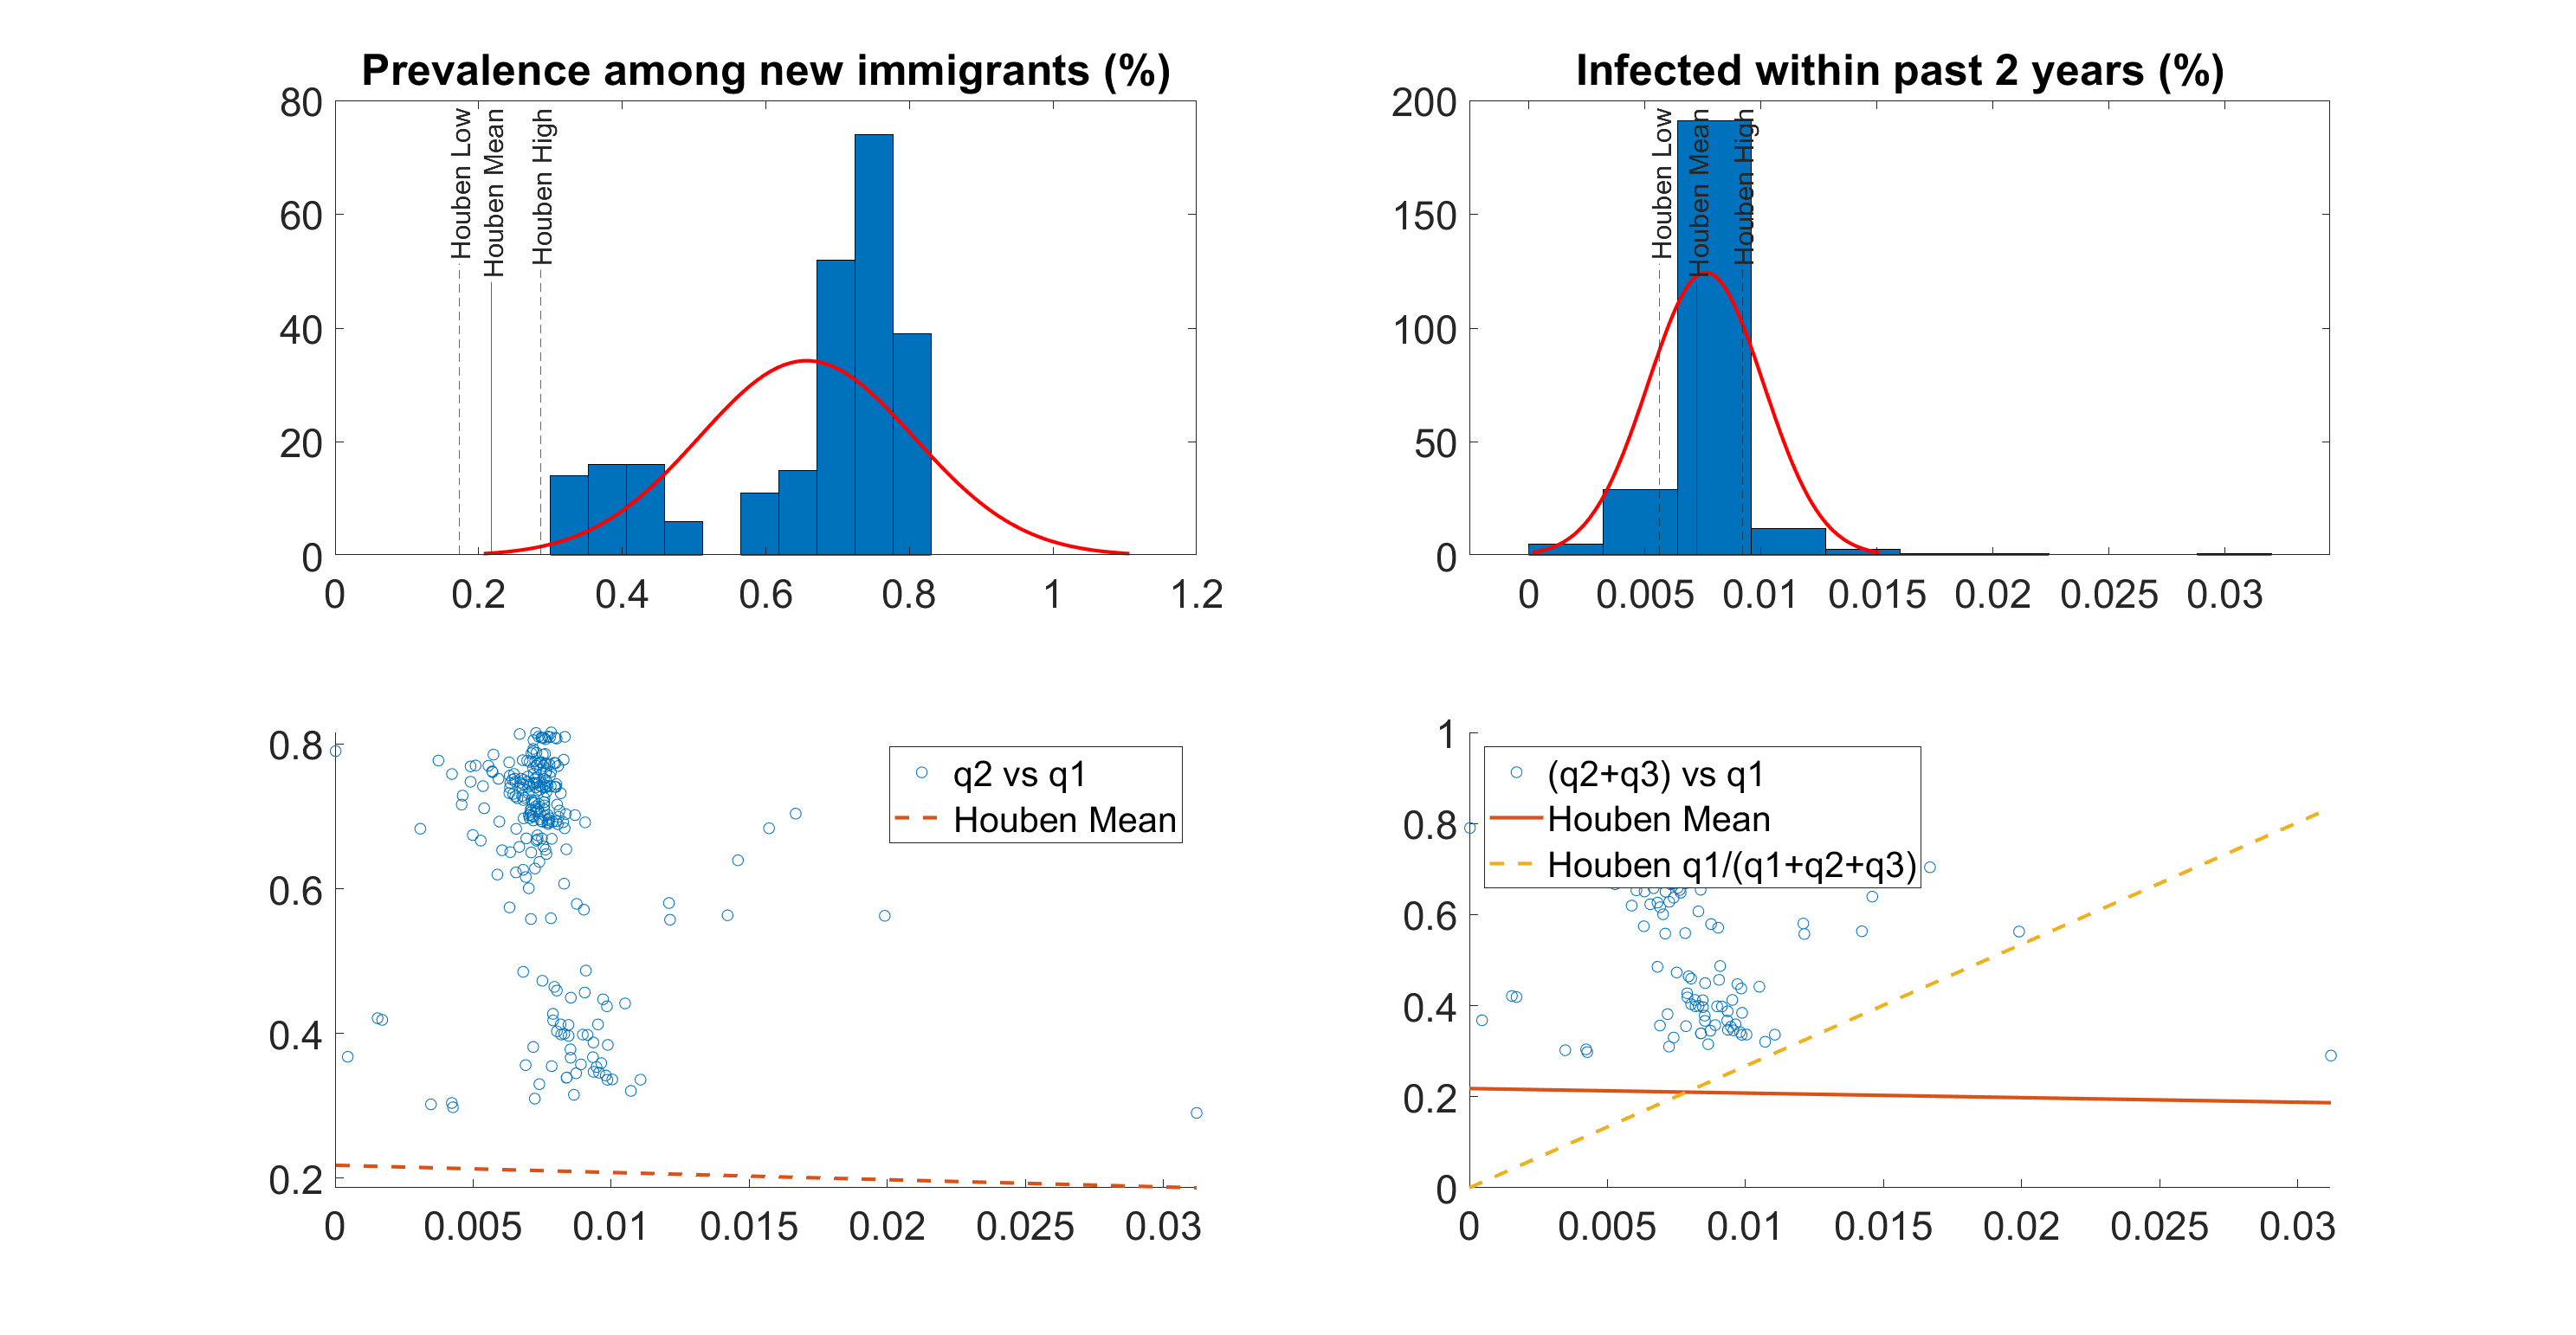 Prevalence among new immigrants (%)
80
60
40
20
0
Houben Low
Houben Mean
Houben High
0 0.2 0.4 0.6 0.8 1 1.2
Infected within past 2 years (%)
200
150
100
50
0
Houben Low
Houben Mean
Houben High
0 0.005 0.01 0.015 0.02 0.025 0.03
0.8
0.6
0.4
0.2
q2 vs q1
Houben Mean
0 0.005 0.01 0.015 0.02 0.025 0.03
1
0.8
0.6
0.4
0.2
0
(q2+q3) vs q1
Houben Mean
Houben q1/(q1+q2+q3)
0 0.005 0.01 0.015 0.02 0.025 0.03